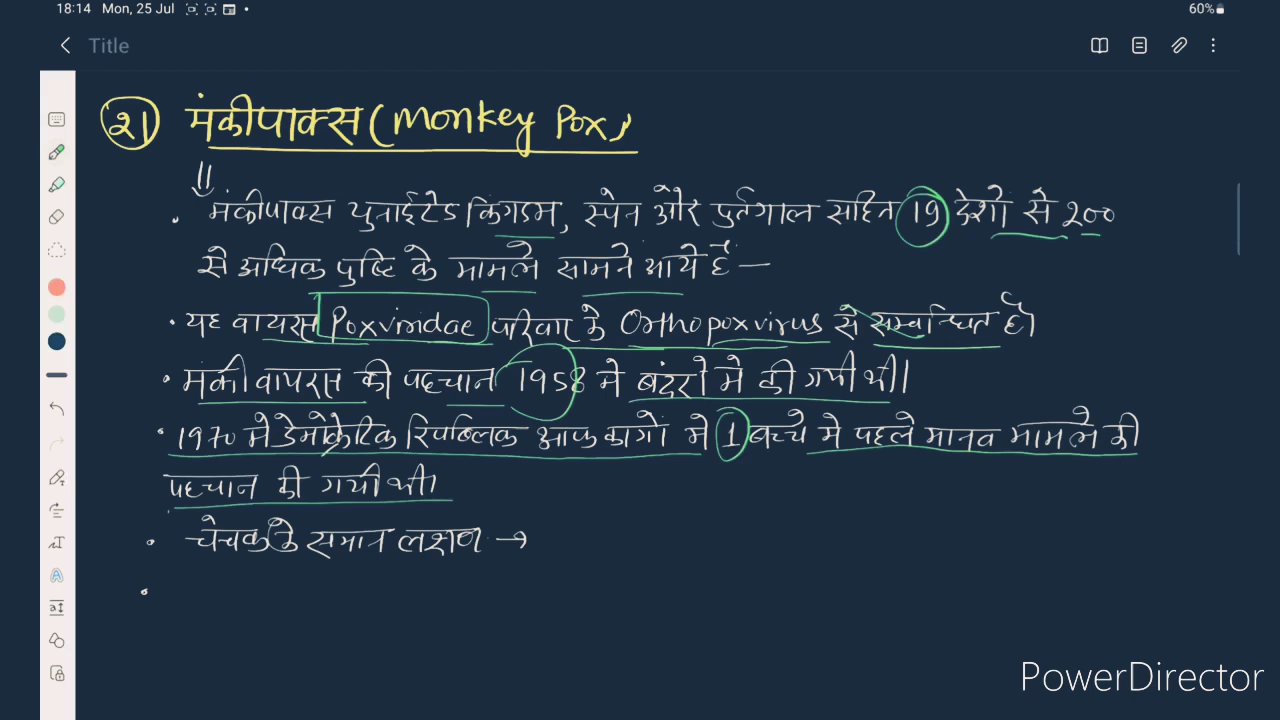 18:14 Mon, 25 Jul
60%
Title
२१ मंकीपाक्स (Monkey Pox)
मंकीपाक्स युनाईटेड किंगडम, स्पेन और पुर्तगाल सहित 19 देशो से २००
से अधिक पुष्टि के मामले सामने आये है —
• यह वायरस Poxviridae परिवार के Orthopoxvirus से सम्बन्धित है।
• मंकी वायरस की पहचान 1958 मे बंदरो मे की गयी थी।
• 1970 मे डेमोक्रेटिक रिपब्लिक आफ कागो मे 1 बच्चे मे पहले मानव मामले की
पहचान की गयी थी।
• चेचक के समान लक्षण →
PowerDirector